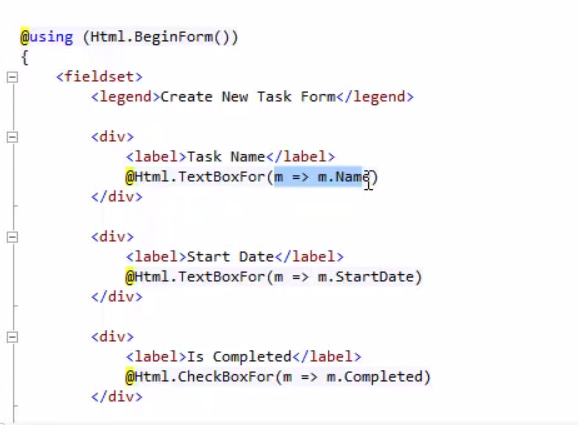 @using (Html.BeginForm())
{
<fieldset>
<legend>Create New Task Form</legend>
<div>
<label>Task Name</label>
@Html.TextBoxFor(m => m.Name)
</div>
<div>
<label>Start Date</label>
@Html.TextBoxFor(m => m.StartDate)
</div>
<div>
<label>Is Completed</label>
@Html.CheckBoxFor(m => m.Completed)
</div>